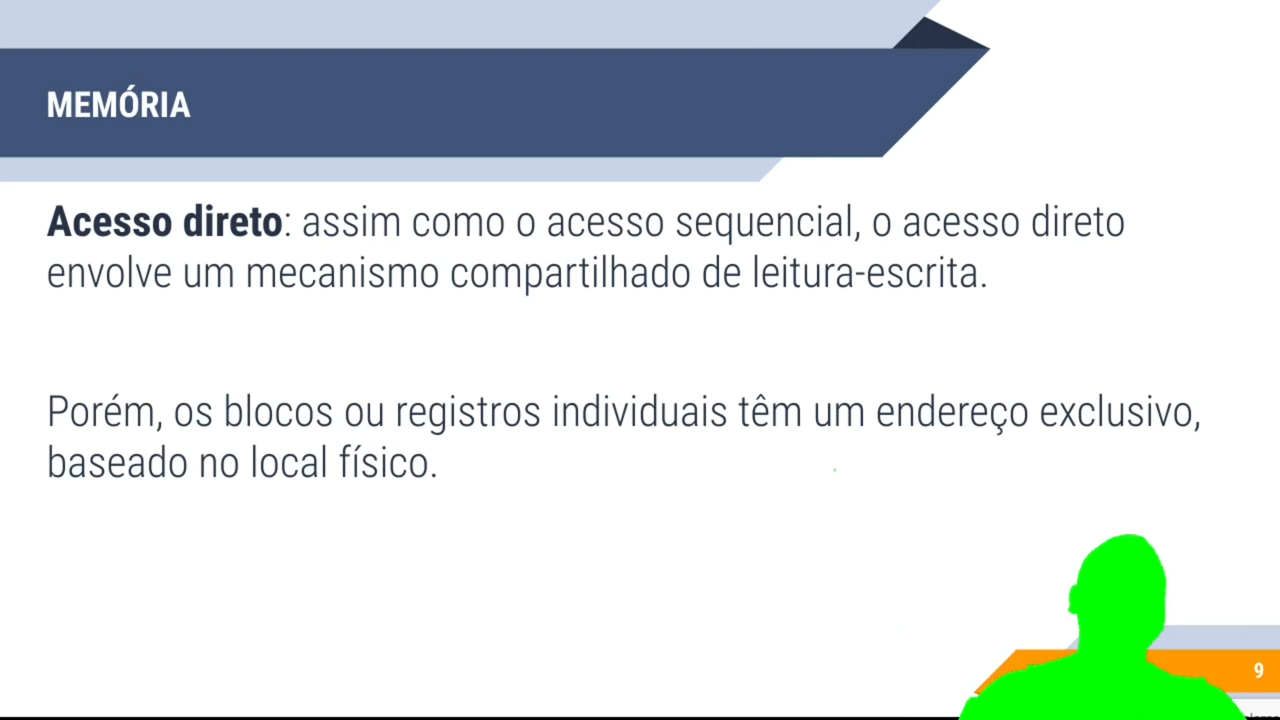 MEMÓRIA
Acesso direto: assim como o acesso sequencial, o acesso direto
envolve um mecanismo compartilhado de leitura-escrita.
Porém, os blocos ou registros individuais têm um endereço exclusivo,
baseado no local físico.
9